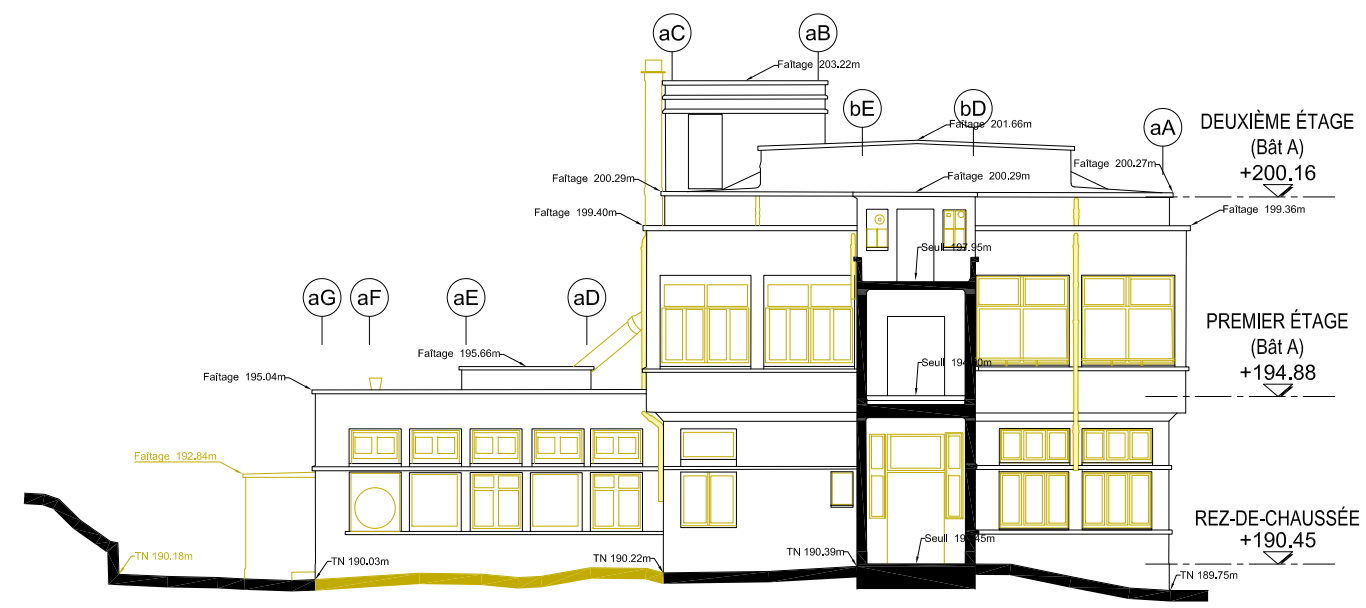 aC
aB
Faîtage 203.22m
bE
bD
aA
Faîtage 201.66m
DEUXIÈME ÉTAGE
(Bât A)
+200.16
Faîtage 200.27m
Faîtage 200.29m
Faîtage 200.29m
Faîtage 199.40m
Faîtage 199.36m
Seuil 197.95m
aG
aF
aE
aD
PREMIER ÉTAGE
(Bât A)
+194.88
Faîtage 195.66m
Seuil
Faîtage 195.04m
Faîtage 192.84m
REZ-DE-CHAUSSÉE
+190.45
Seuil
TN 190.18m
TN 190.03m
TN 190.22m
TN 190.39m
TN 189.75m